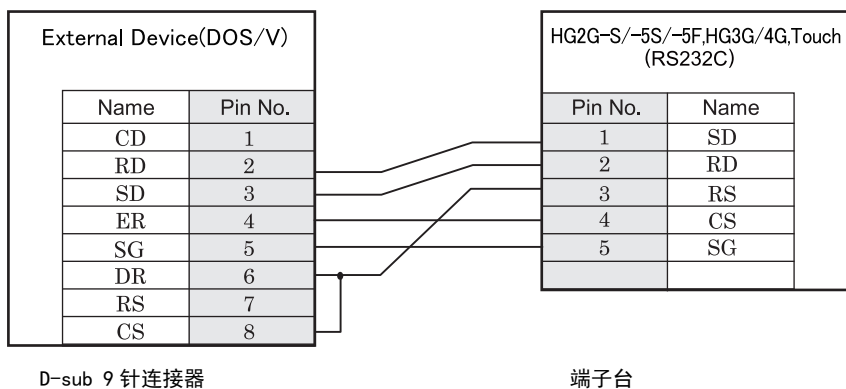 External Device(DOS/V)
Name Pin No.
CD 1
RD 2
SD 3
ER 4
SG 5
DR 6
RS 7
CS 8
D-sub 9 针连接器
HG2G-S/-5S/-5F,HG3G/4G,Touch
(RS232C)
Pin No. Name
1 SD
2 RD
3 RS
4 CS
5 SG
端子台